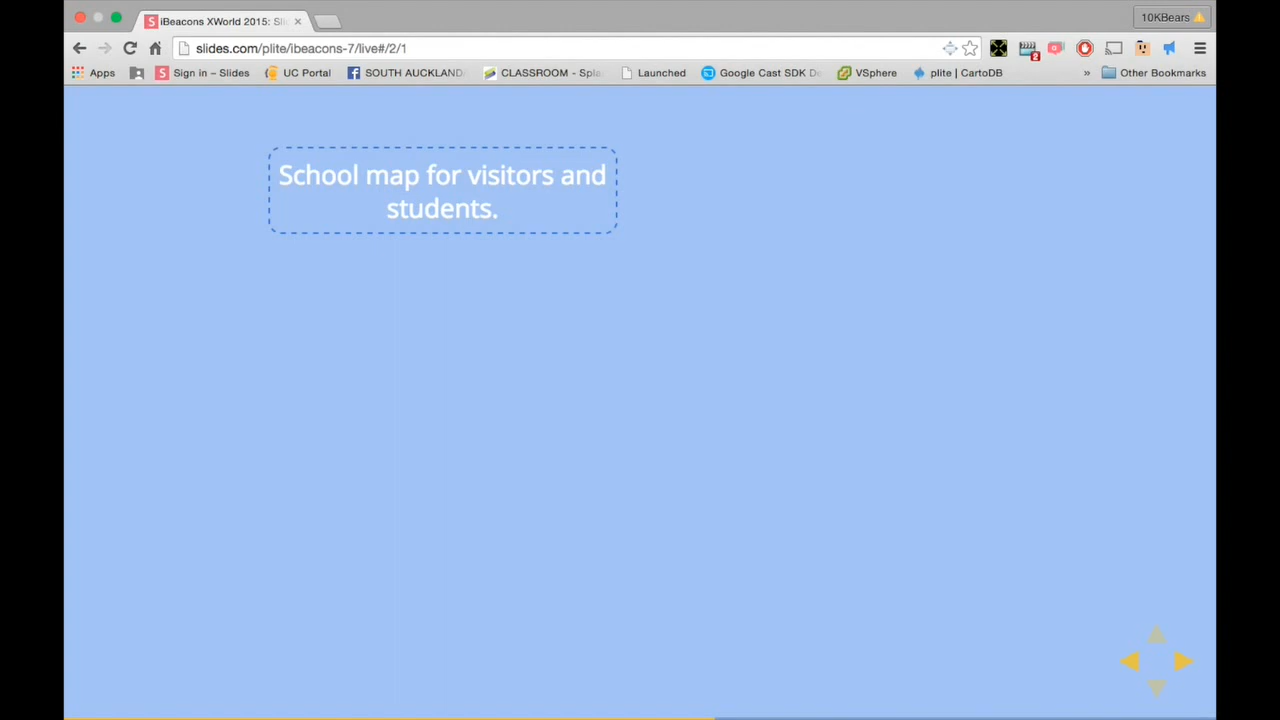 iBeacons XWorld 2015: Sli
10KBears
slides.com/plite/ibeacons-7/live#/2/1
2
Apps
Sign in – Slides
UC Portal
SOUTH AUCKLAND
CLASSROOM - Spla
Launched
Google Cast SDK De
VSphere
plite | CartoDB
»
Other Bookmarks
School map for visitors and
students.